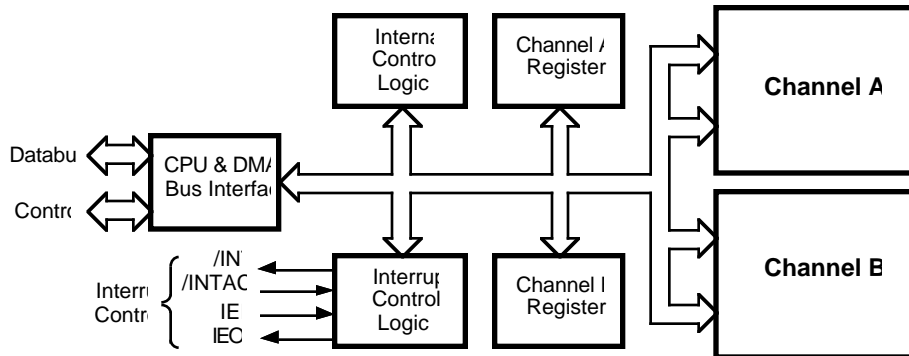 Interna
Contro
Logic
Channel A
Register
Channel A
Databu
CPU & DMA
Bus Interfac
Contro
/IN
/INTAC
IE
IEO
Interru
Contro
Interrup
Control
Logic
Channel
Register
Channel B